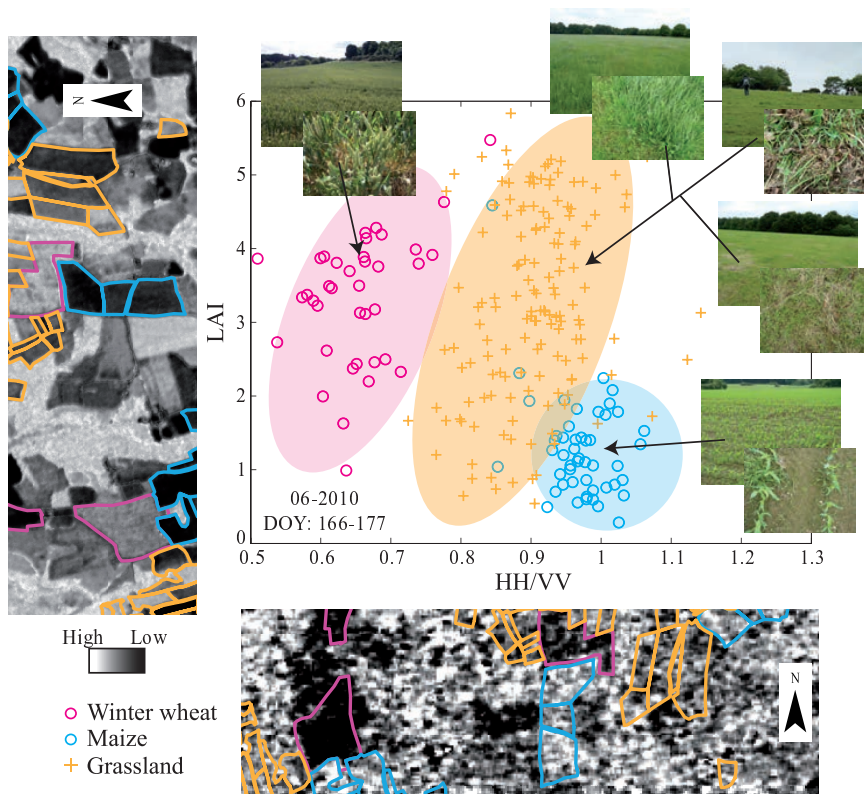 N
6
5
4
3
2
1
0
LAI
06-2010
DOY: 166-177
0.5 0.6 0.7 0.8 0.9 1 1.1 1.2 1.3
HH/VV
High Low
Winter wheat
Maize
Grassland
N